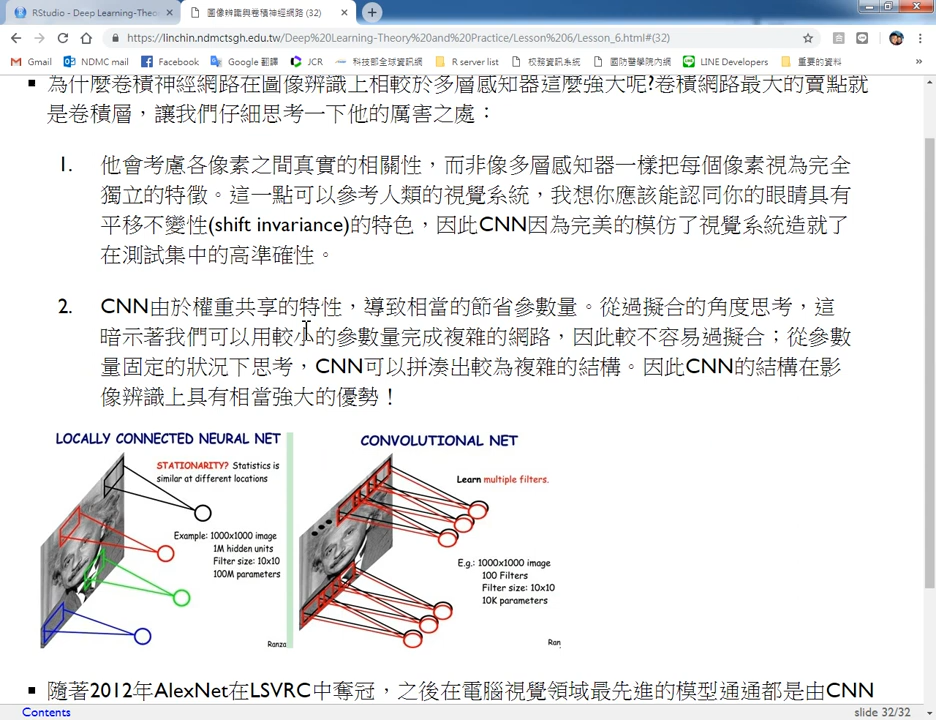 RStudio - Deep Learning-Theo
圖像辨識與卷積神經網路 (32)
https://linchin.ndmctsgh.edu.tw/Deep%20Learning-Theory%20and%20Practice/Lesson%206/Lesson_6.html#(32)
Gmail NDMC mail Facebook Google 翻譯 JCR 科技部全球資訊網 R server list 校務資訊系統 國防醫學院內網 LINE Developers 重要的資料 »
為什麼卷積神經網路在圖像辨識上相較於多層感知器這麼強大呢?卷積網路最大的賣點就
是卷積層，讓我們仔細思考一下他的厲害之處：
1. 他會考慮各像素之間真實的相關性，而非像多層感知器一樣把每個像素視為完全
獨立的特徵。這一點可以參考人類的視覺系統，我想你應該能認同你的眼睛具有
平移不變性(shift invariance)的特色，因此CNN因為完美的模仿了視覺系統造就了
在測試集中的高準確性。
2. CNN由於權重共享的特性，導致相當的節省參數量。從過擬合的角度思考，這
暗示著我們可以用較小的參數量完成複雜的網路，因此較不容易過擬合；從參數
量固定的狀況下思考，CNN可以拼湊出較為複雜的結構。因此CNN的結構在影
像辨識上具有相當強大的優勢！
LOCALLY CONNECTED NEURAL NET
STATIONARITY? Statistics is
similar at different locations
Example: 1000x1000 image
1M hidden units
Filter size: 10x10
100M parameters
Ranza
CONVOLUTIONAL NET
Learn multiple filters.
E.g.: 1000x1000 image
100 Filters
Filter size: 10x10
10K parameters
Ran
隨著2012年AlexNet在LSVRC中奪冠，之後在電腦視覺領域最先進的模型通通都是由CNN
Contents
slide 32/32